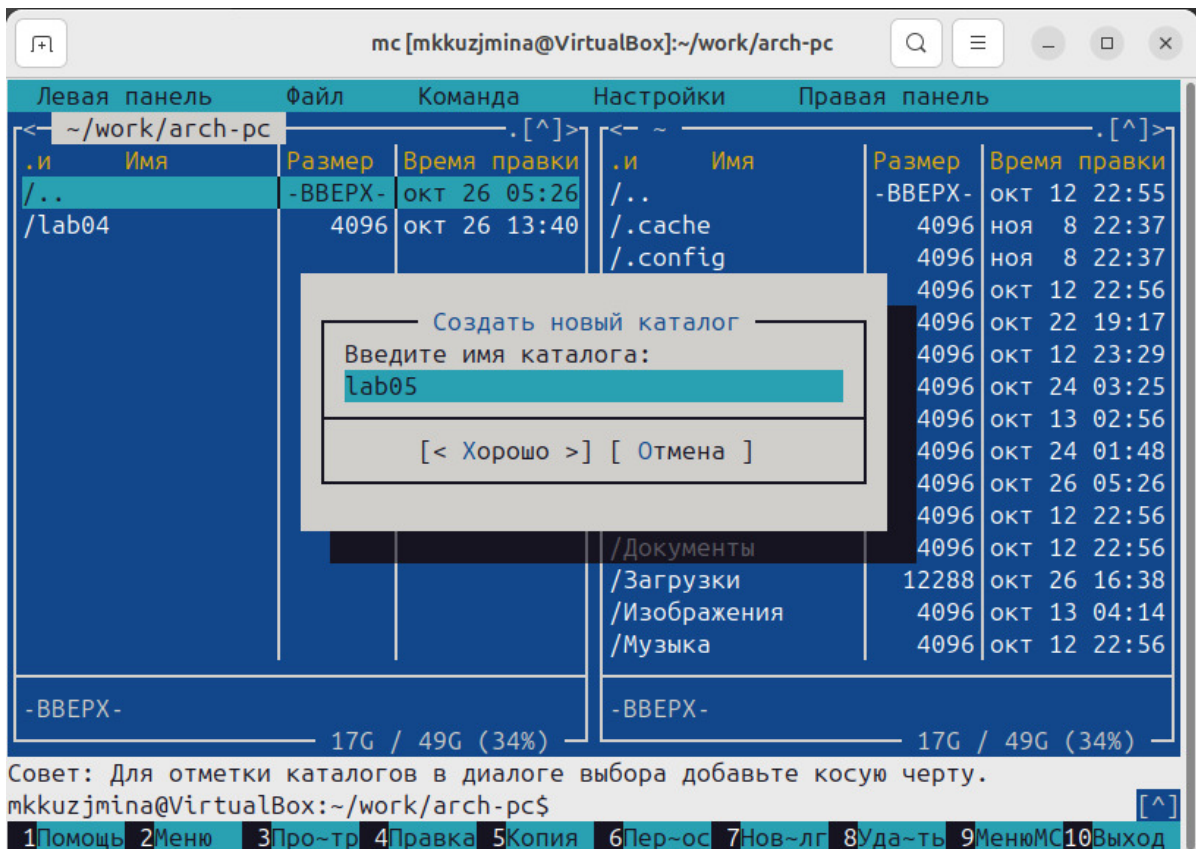 mc [mkkuzjmina@VirtualBox]:~/work/arch-pc
Левая панель Файл Команда Настройки Правая панель
<─ ~/work/arch-pc .[^]> <─ ~ .[^]>
.и Имя Размер Время правки .и Имя Размер Время правки
/.. -ВВЕРХ- окт 26 05:26 /.. -ВВЕРХ- окт 12 22:55
/lab04 4096 окт 26 13:40 /.cache 4096 ноя 8 22:37
/.config 4096 ноя 8 22:37
4096 окт 12 22:56
Создать новый каталог 4096 окт 22 19:17
Введите имя каталога: 4096 окт 12 23:29
lab05 4096 окт 24 03:25
4096 окт 13 02:56
[< Хорошо >] [ Отмена ] 4096 окт 24 01:48
4096 окт 26 05:26
4096 окт 12 22:56
/Документы 4096 окт 12 22:56
/Загрузки 12288 окт 26 16:38
/Изображения 4096 окт 13 04:14
/Музыка 4096 окт 12 22:56
-ВВЕРХ- -ВВЕРХ-
17G / 49G (34%) 17G / 49G (34%)
Совет: Для отметки каталогов в диалоге выбора добавьте косую черту.
mkkuzjmina@VirtualBox:~/work/arch-pc$ [^]
1Помощь 2Меню 3Про~тр 4Правка 5Копия 6Пер~ос 7Нов~лг 8Уда~ть 9МенюМС 10Выход